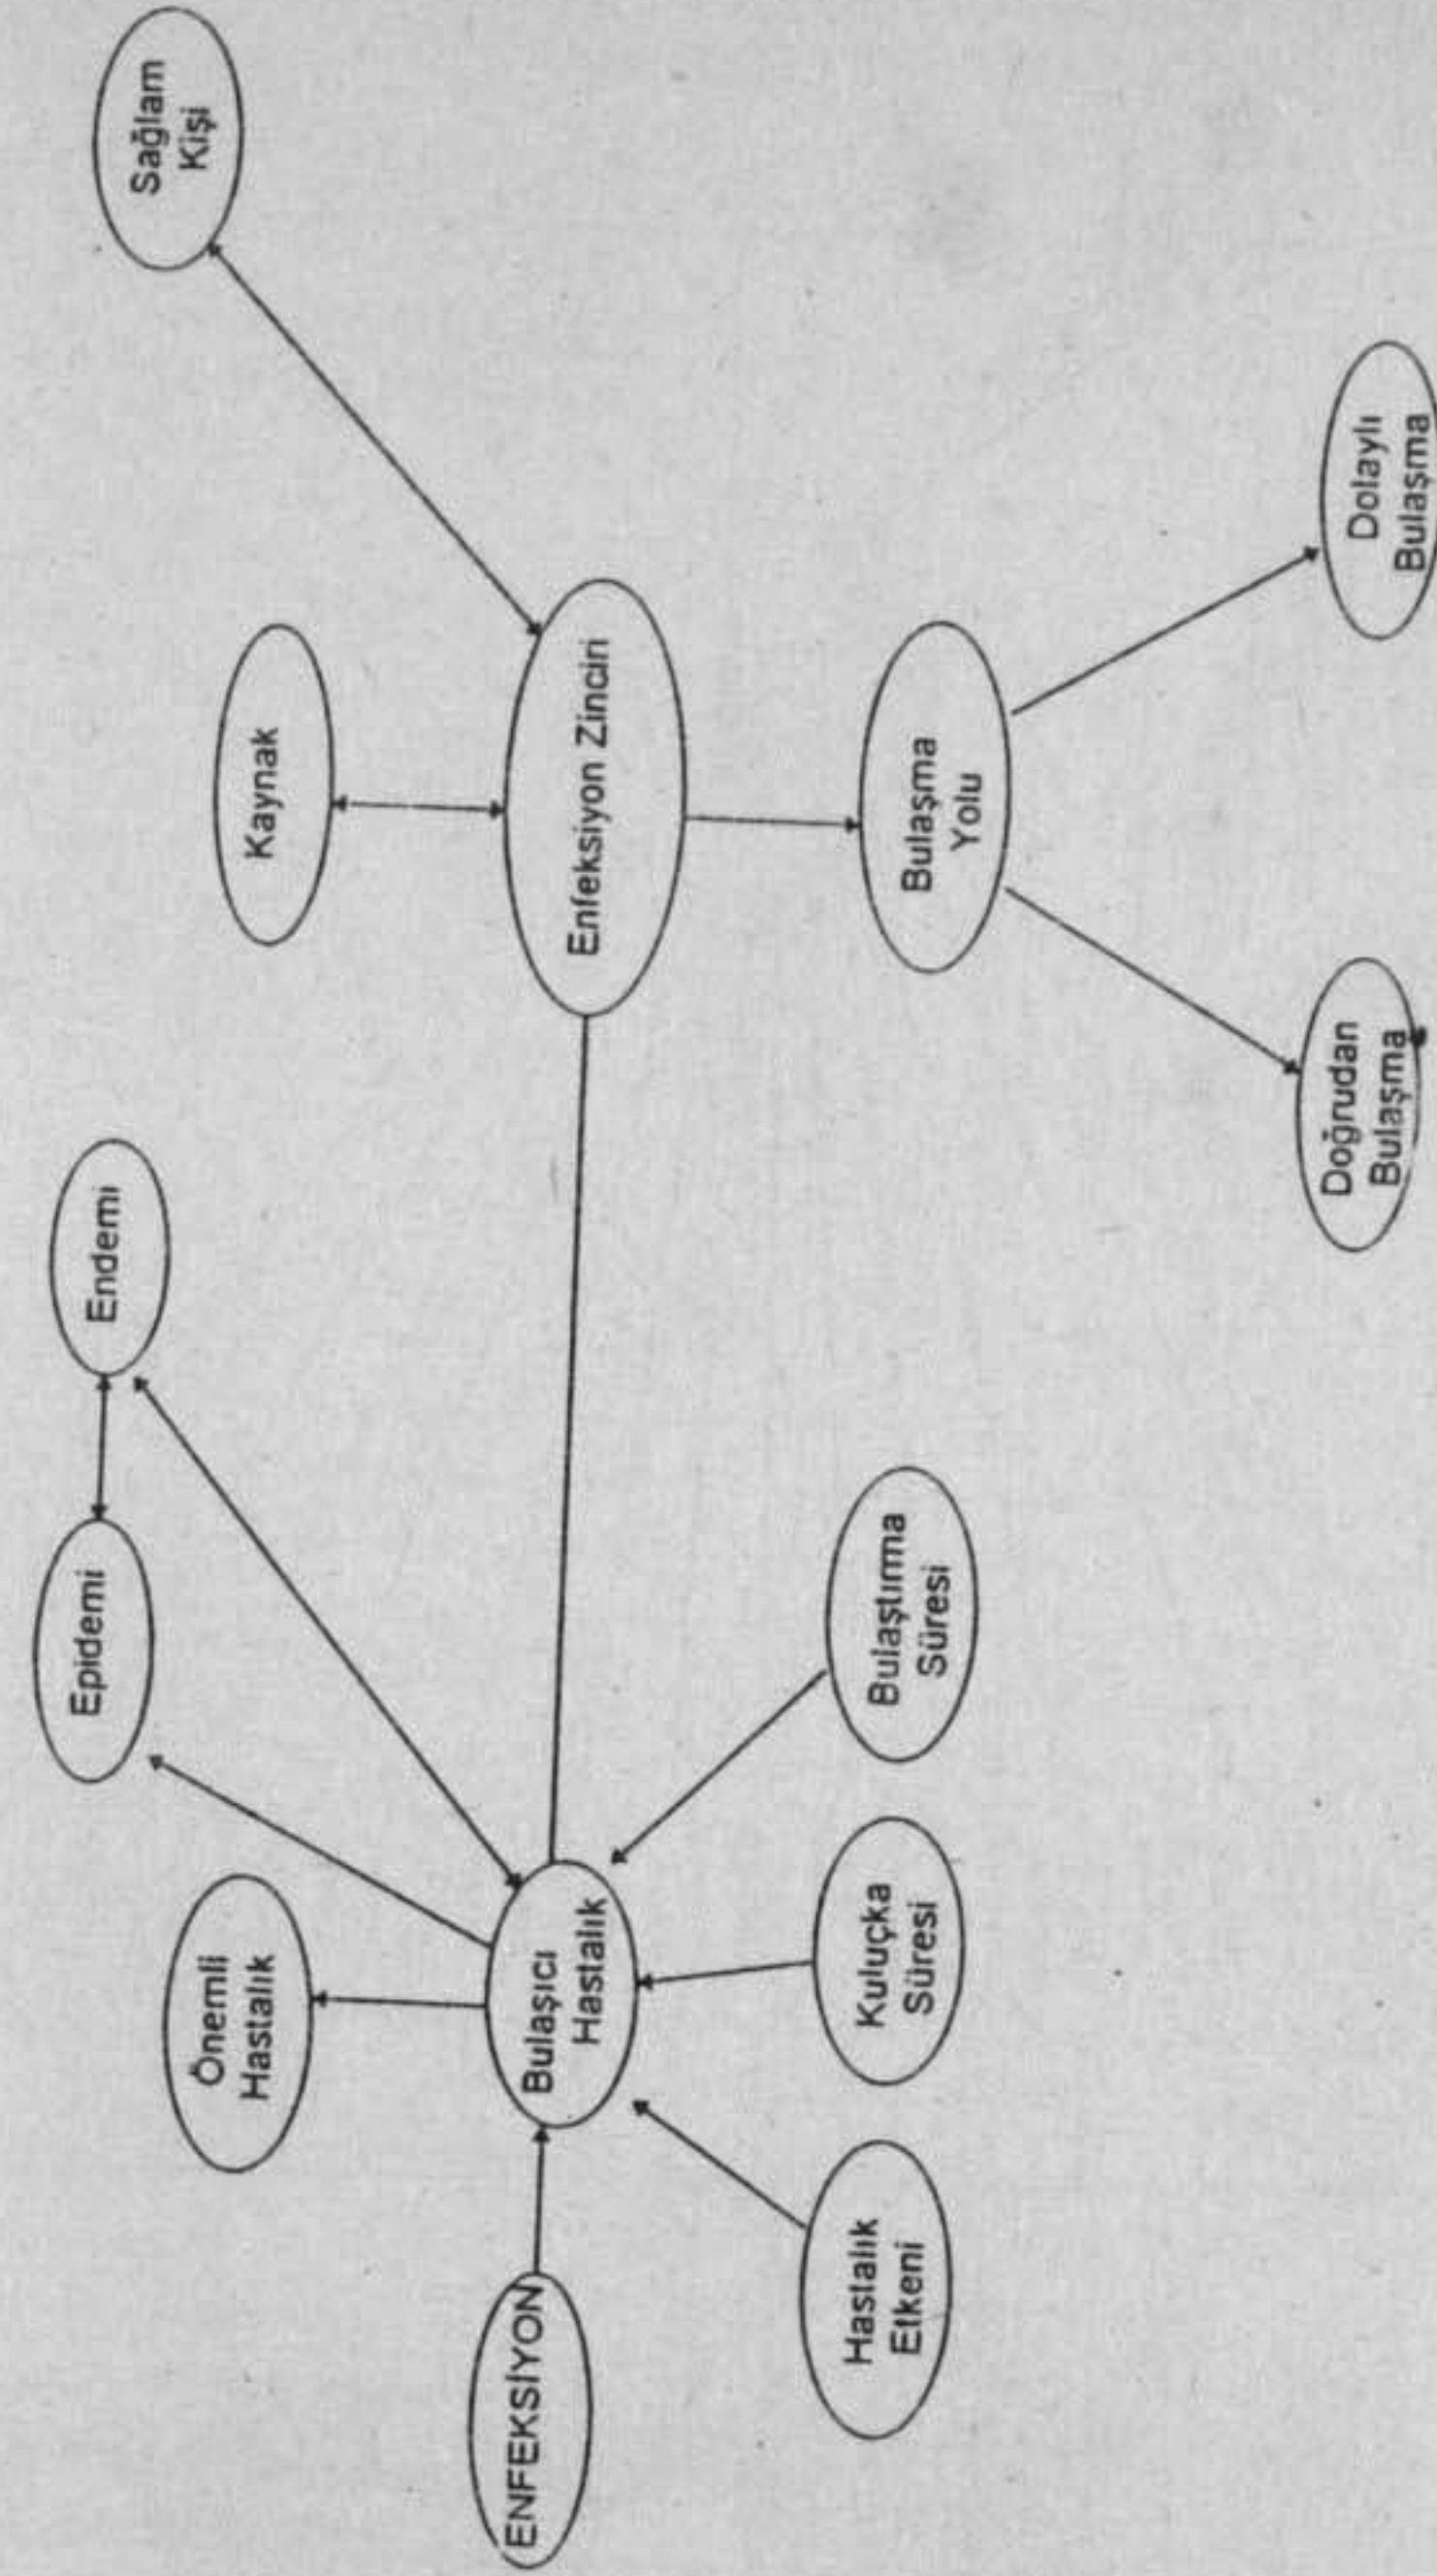 ENFEKSİYON
Bulaşıcı
Hastalık
Önemli
Hastalık
Epidemi
Endemi
Hastalık
Etkeni
Kuluçka
Süresi
Bulaştırma
Süresi
Enfeksiyon Zinciri
Kaynak
Sağlam
Kişi
Bulaşma
Yolu
Doğrudan
Bulaşma
Dolaylı
Bulaşma